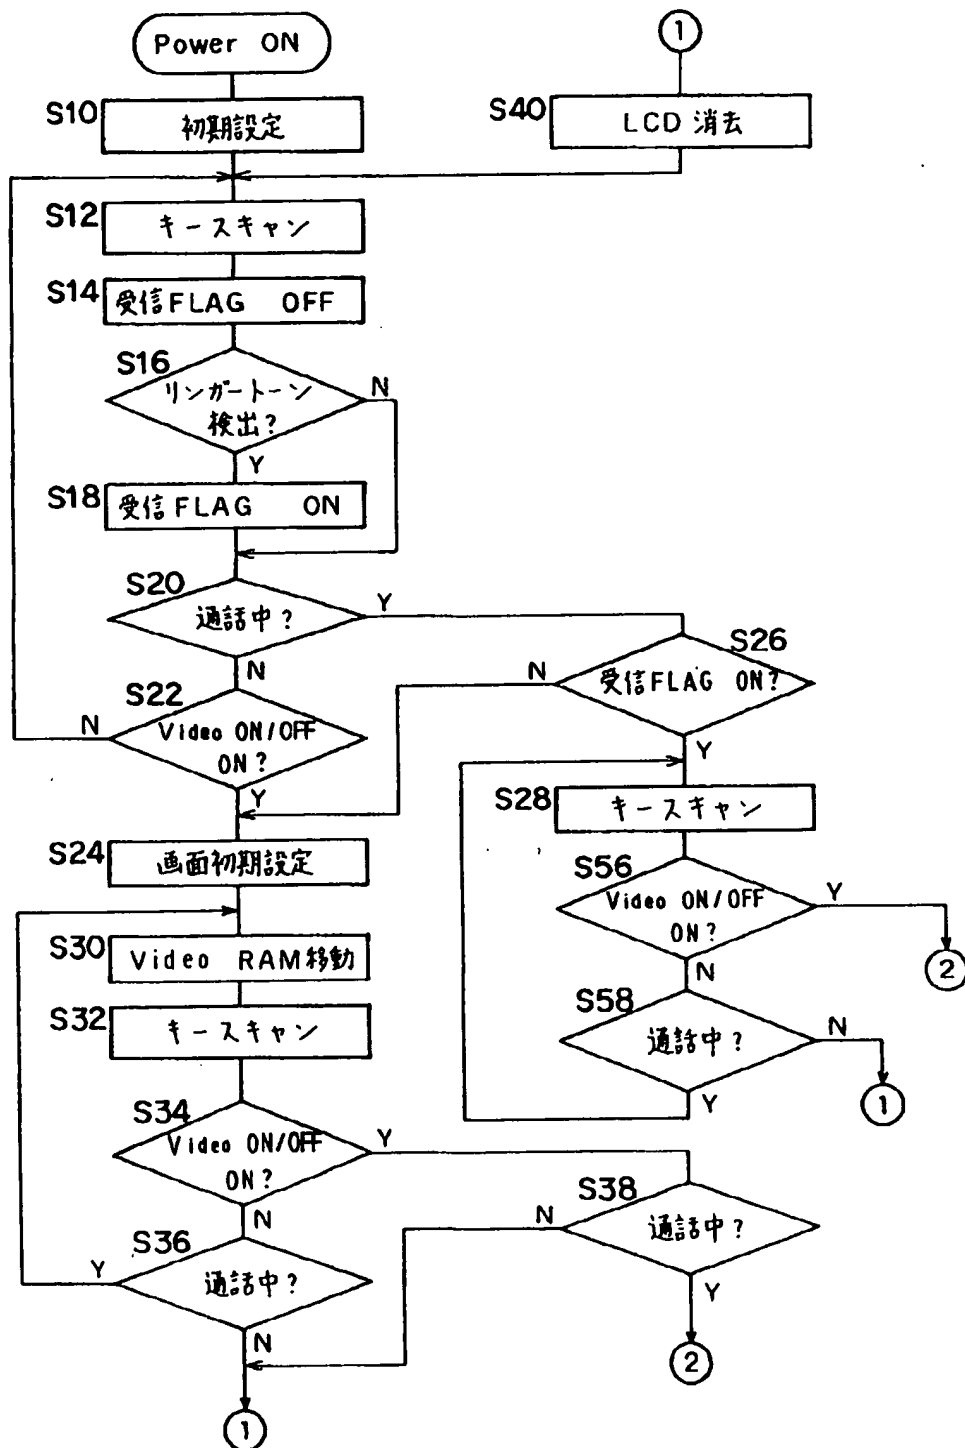 Power ON
S10
初期設定
S12
キースキャン
S14
受信FLAG OFF
S16
リンガートーン
検出?
N
Y
S18
受信FLAG ON
S20
通話中?
Y
N
S22
Video ON/OFF
ON?
N
Y
S24
画面初期設定
S30
Video RAM移動
S32
キースキャン
S34
Video ON/OFF
ON?
Y
N
S36
通話中?
Y
N
1
1
S40
LCD 消去
S26
受信FLAG ON?
N
Y
S28
キースキャン
S56
Video ON/OFF
ON?
Y
2
N
S58
通話中?
N
1
Y
S38
通話中?
N
Y
2